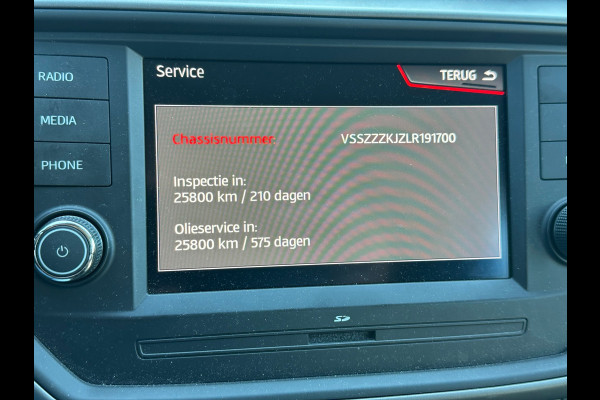 Service
TERUG
RADIO
MEDIA
PHONE
Chassisnummer VSSZZZKJZLR191700
Inspectie in:
25800 km / 210 dagen
Olieservice in:
25800 km / 575 dagen
SD